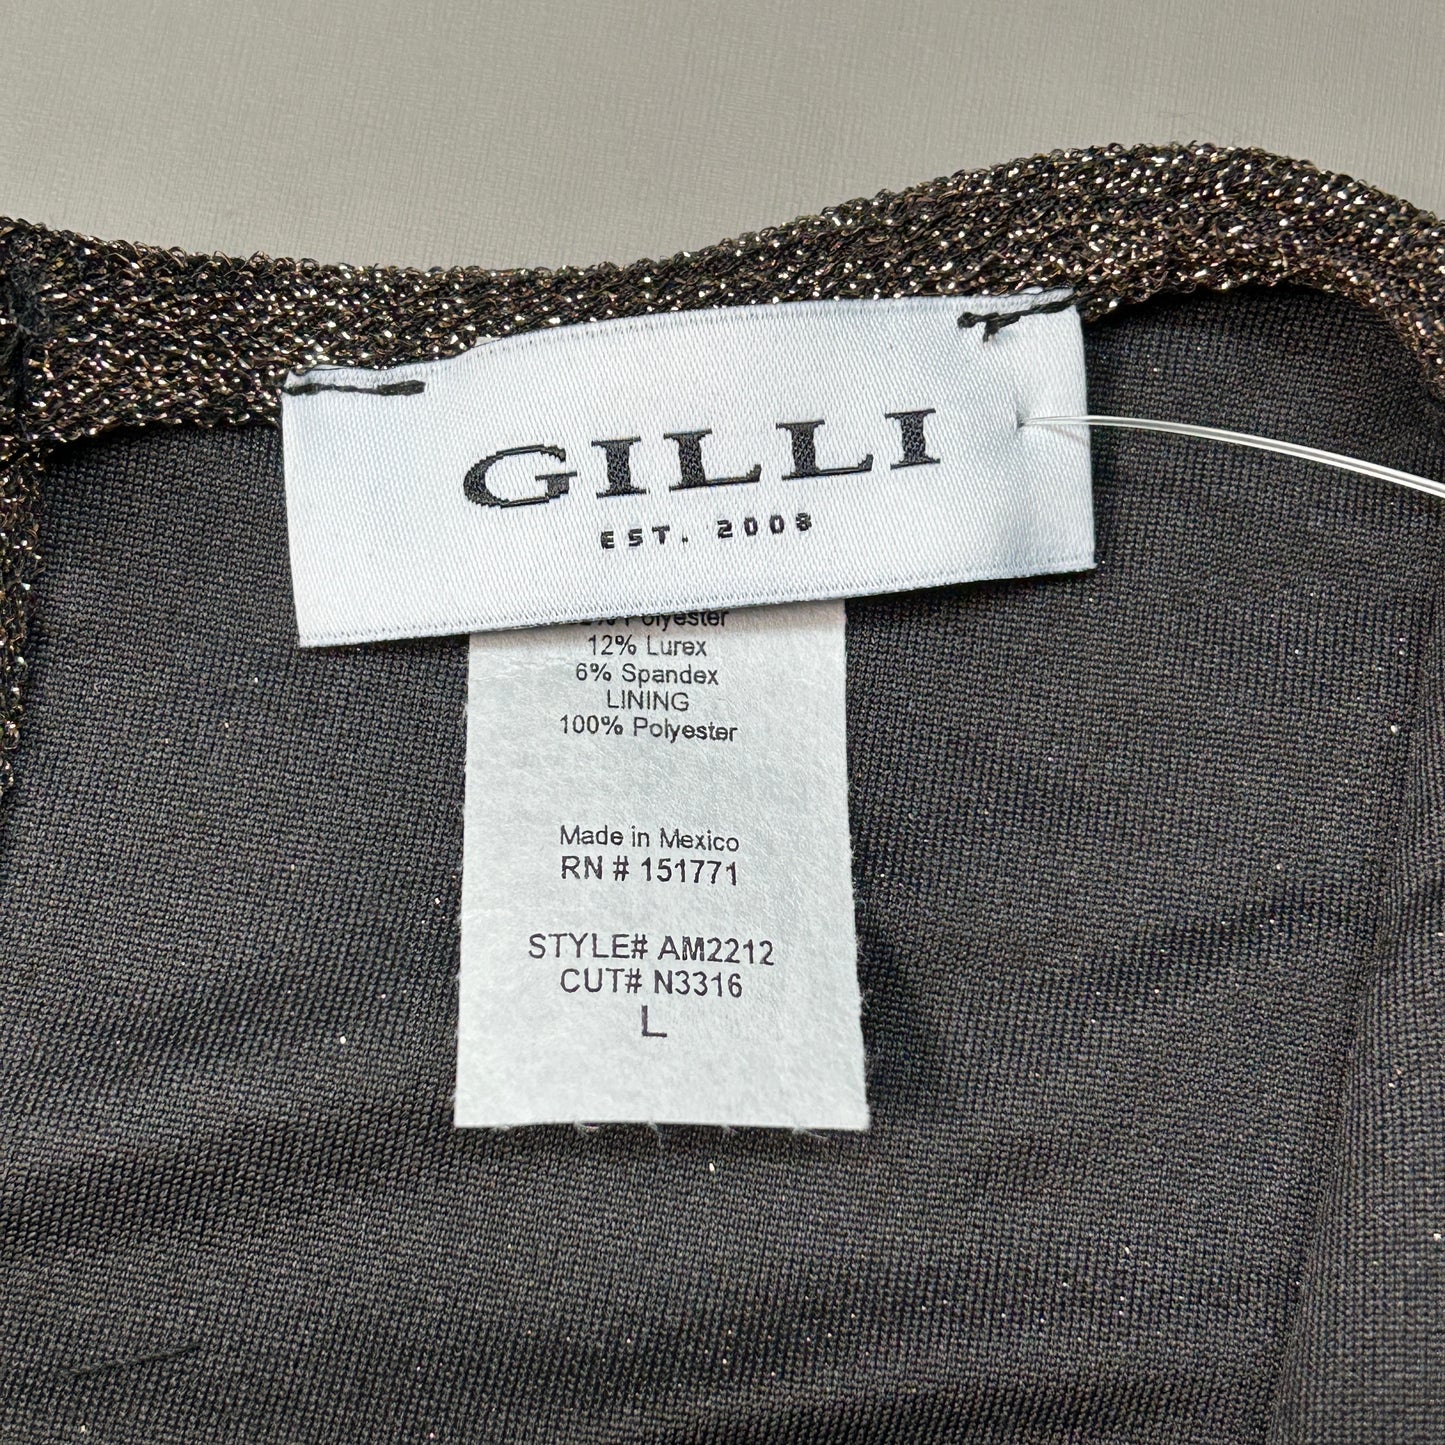 GILLI
EST. 2008
Polyester
12% Lurex
6% Spandex
LINING
100% Polyester
Made in Mexico
RN # 151771
STYLE# AM2212
CUT# N3316
L